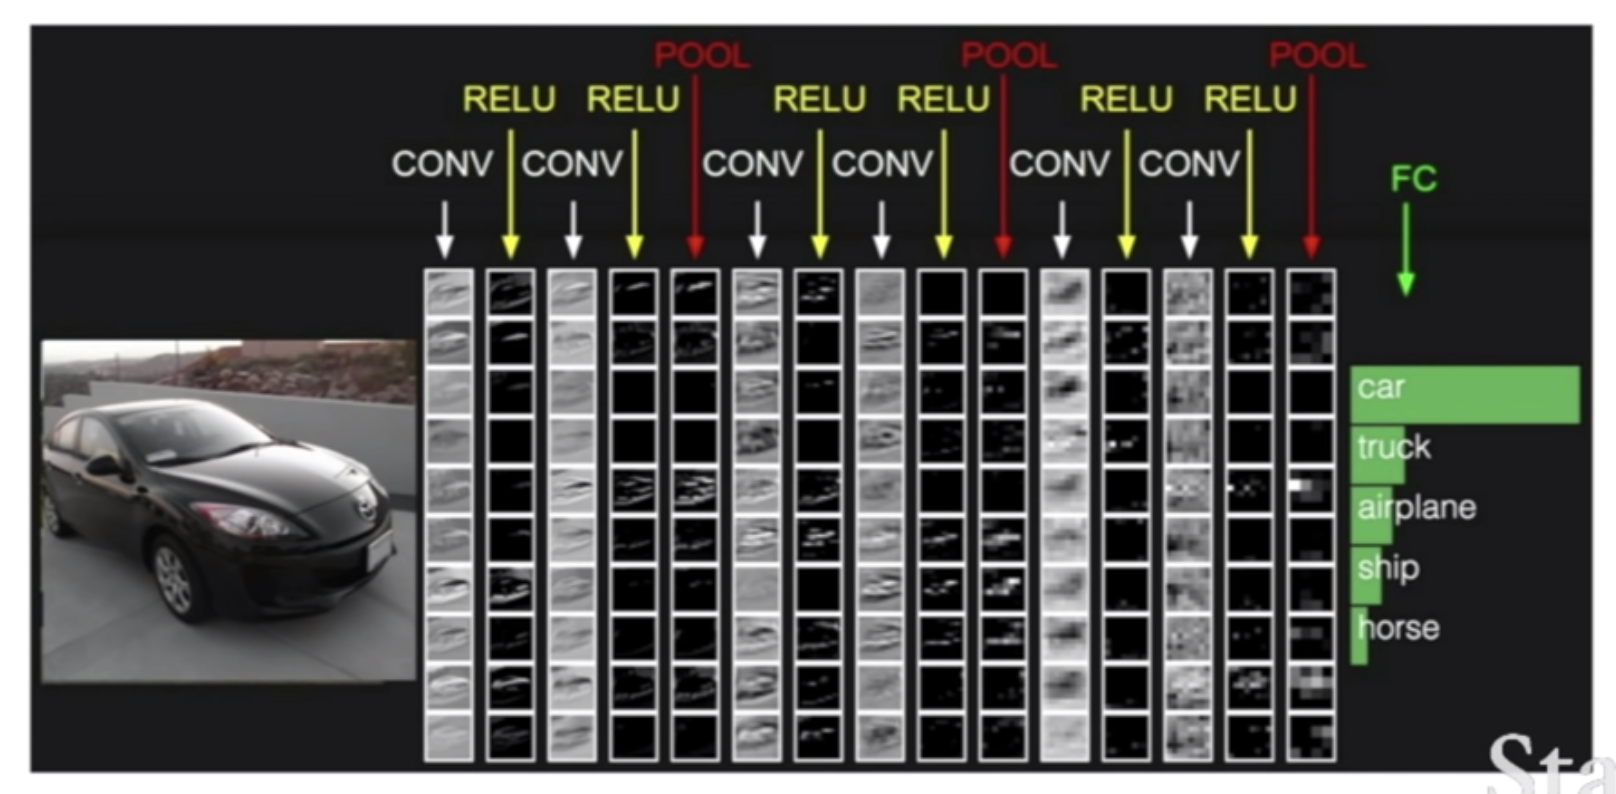 POOL POOL POOL
RELU RELU RELU RELU RELU RELU
CONV CONV CONV CONV CONV CONV
FC
car
truck
airplane
ship
horse
Sta